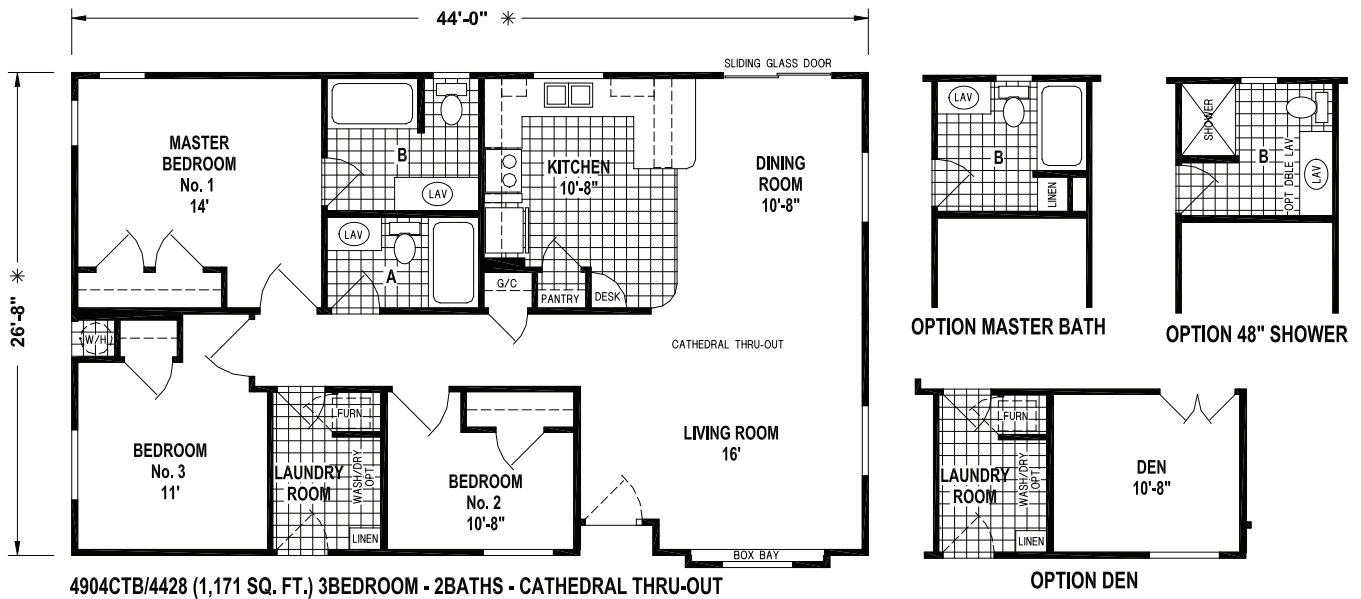 44'-0" *
26'-8" *
SLIDING GLASS DOOR
MASTER
BEDROOM
No. 1
14'
B
LAV
LAV
A
KITCHEN
10'-8"
DINING
ROOM
10'-8"
G/C
PANTRY
DESK
W/H
CATHEDRAL THRU-OUT
BEDROOM
No. 3
11'
FURN
LAUNDRY
ROOM
WASH/DRY
OPT
LINEN
BEDROOM
No. 2
10'-8"
LIVING ROOM
16'
BOX BAY
4904CTB/4428 (1,171 SQ. FT.) 3BEDROOM - 2BATHS - CATHEDRAL THRU-OUT
LAV
B
LINEN
OPTION MASTER BATH
SHOWER
B
OPT DBLE LAV
LAV
OPTION 48" SHOWER
FURN
LAUNDRY
ROOM
WASH/DRY
OPT
LINEN
DEN
10'-8"
OPTION DEN